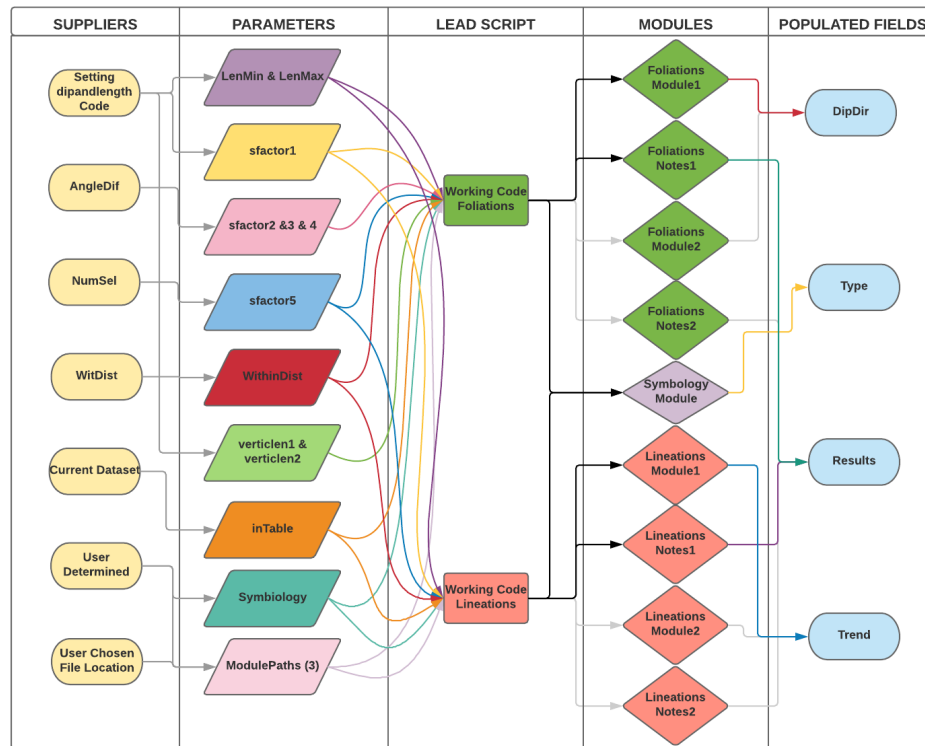 SUPPLIERS
PARAMETERS
LEAD SCRIPT
MODULES
POPULATED FIELDS
Setting
dipandlength
Code
AngleDif
NumSel
WitDist
Current Dataset
User
Determined
User Chosen
File Location
LenMin & LenMax
sfactor1
sfactor2 &3 & 4
sfactor5
WithinDist
verticlen1 &
verticlen2
inTable
Symbiology
ModulePaths (3)
Working Code
Foliations
Working Code
Lineations
Foliations
Module1
Foliations
Notes1
Foliations
Module2
Foliations
Notes2
Symbology
Module
Lineations
Module1
Lineations
Notes1
Lineations
Module2
Lineations
Notes2
DipDir
Type
Results
Trend